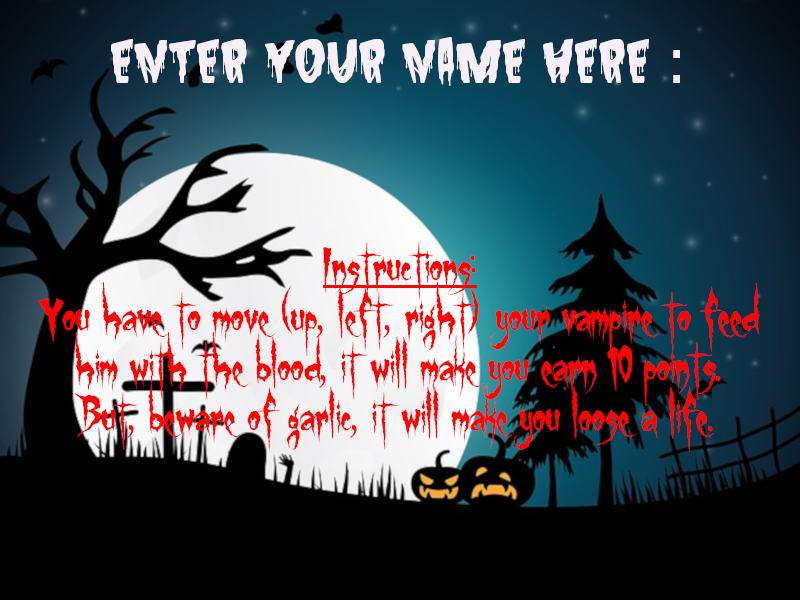 ENTER YOUR NAME HERE :
Instructions:
You have to move (up, left, right) your vampire to feed
him with the blood, it will make you earn 10 points.
But, beware of garlic, it will make you loose a life.